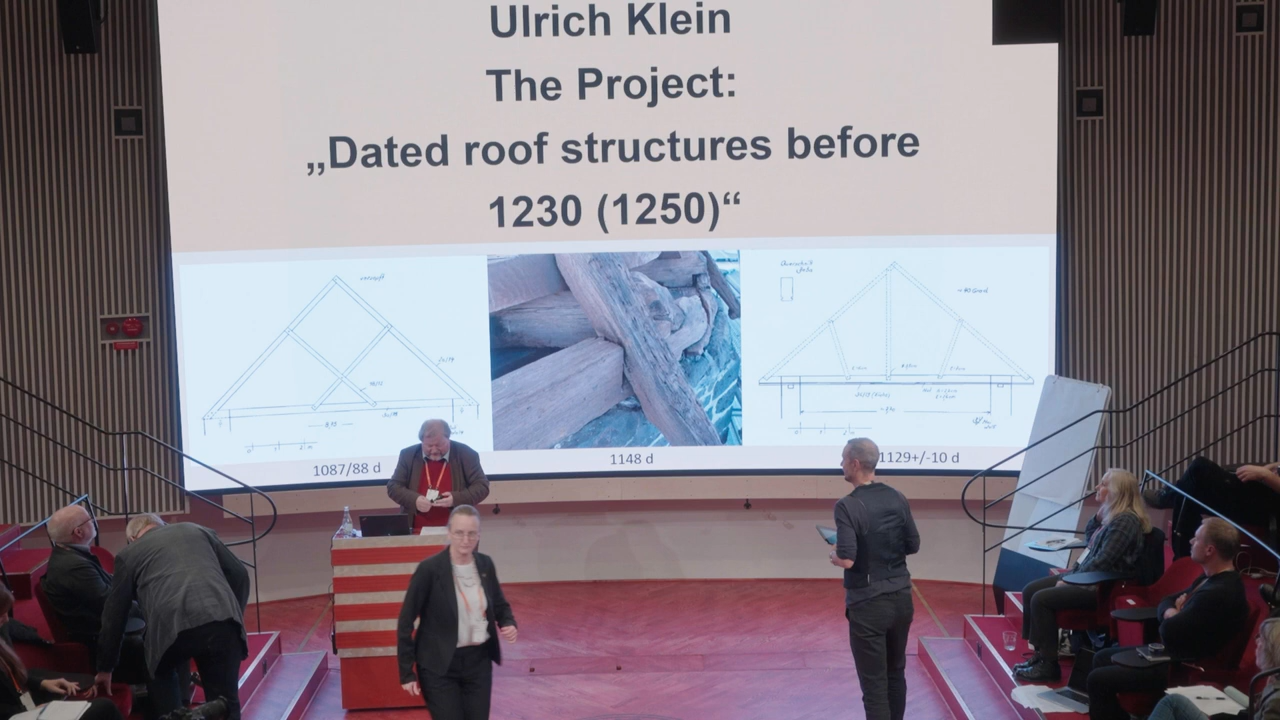 Ulrich Klein
The Project:
„Dated roof structures before
1230 (1250)“
1087/88 d
1148 d
1129+/-10 d